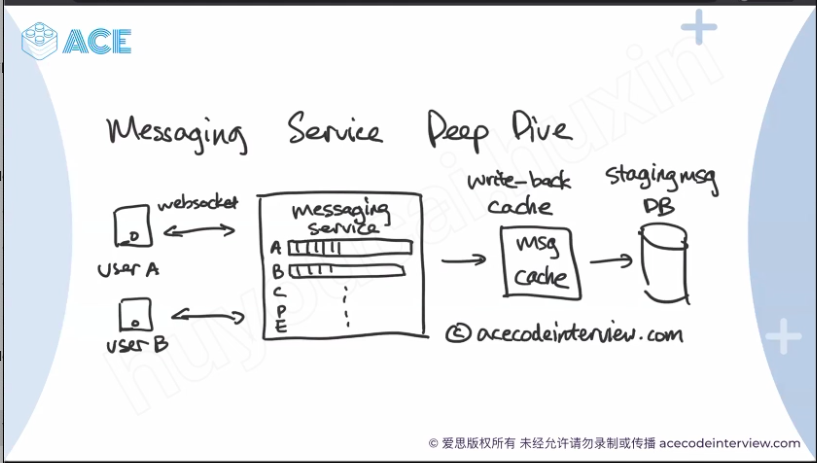 ACE
Messaging Service Deep Dive
websocket
user A
user B
messaging
service
A
B
C
D
E
write-back
cache
msg
cache
staging msg
DB
© acecodeinterview.com
© 爱思版权所有 未经允许请勿录制或传播 acecodeinterview.com